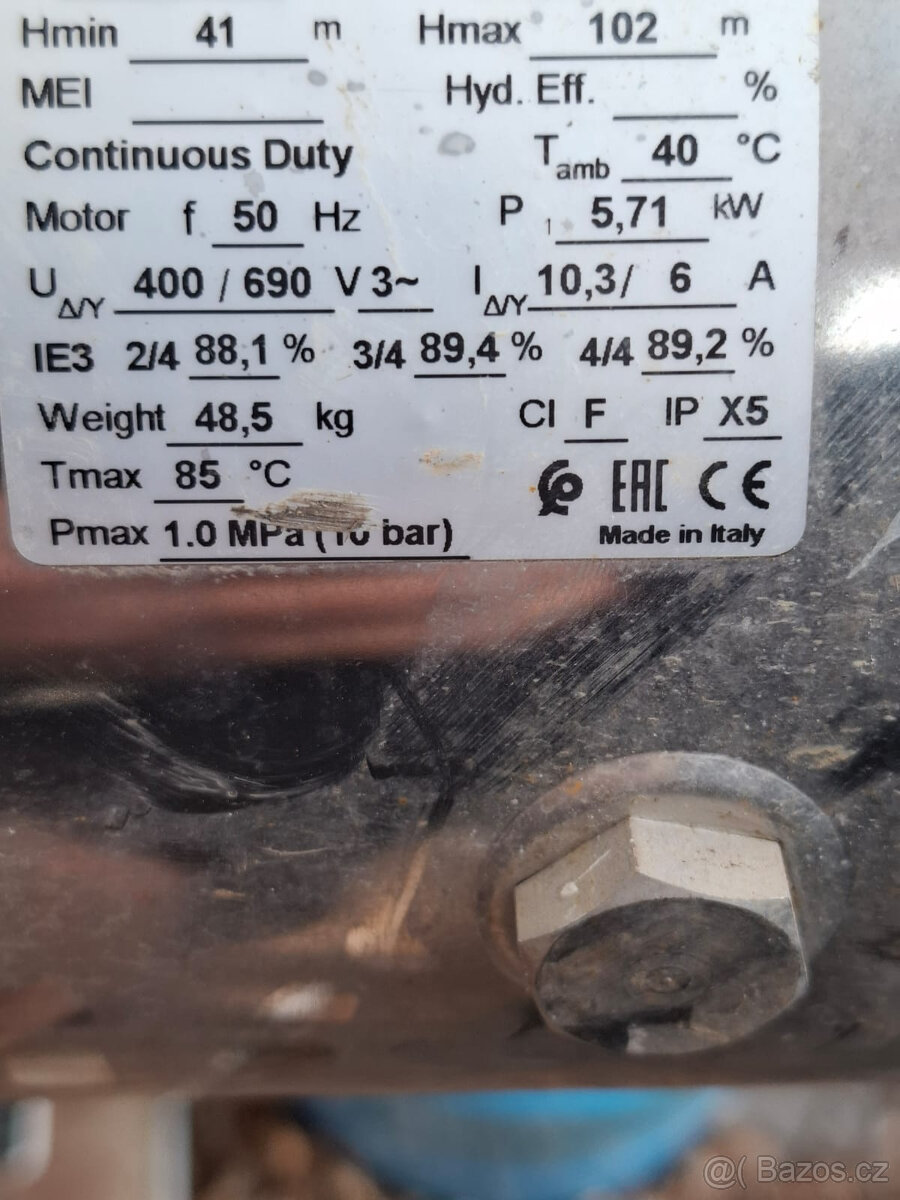 Hmin 41 m Hmax 102 m
MEI Hyd. Eff. %
Continuous Duty Tamb 40 °C
Motor f 50 Hz P1 5,71 kW
U Δ/Y 400 / 690 V 3~ I Δ/Y 10,3/ 6 A
IE3 2/4 88,1 % 3/4 89,4 % 4/4 89,2 %
Weight 48,5 kg Cl F IP X5
Tmax 85 °C
EAC CE
Pmax 1.0 MPa (10 bar) Made in Italy
@( Bazos.cz